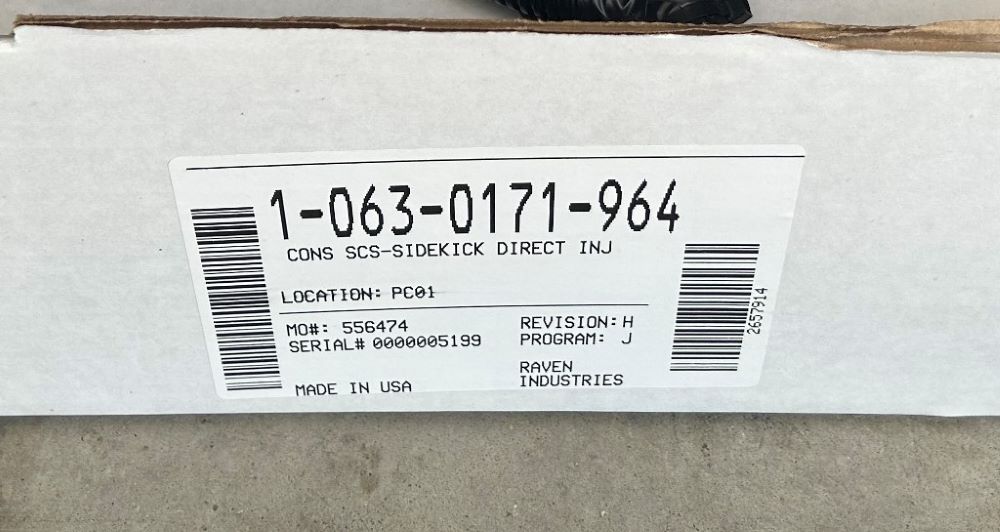 1-063-0171-964
CONS SCS-SIDEKICK DIRECT INJ
LOCATION: PC01
MO#: 556474
SERIAL# 0000005199
REVISION: H
PROGRAM: J
MADE IN USA
RAVEN
INDUSTRIES
2657914